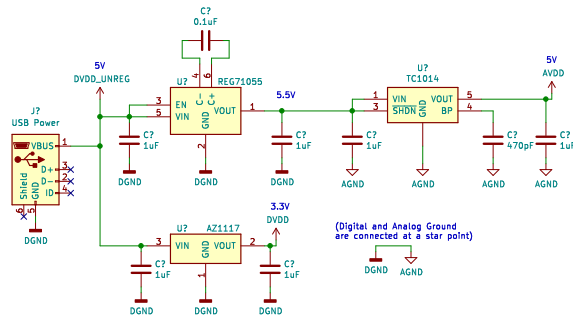 C?
0.1uF
5V
DVDD_UNREG
U?
REG71055
4
6
C-
C+
3
EN
5
VIN
VOUT
1
GND
2
C?
1uF
DGND
DGND
5.5V
C?
1uF
DGND
C?
1uF
AGND
U?
TC1014
1
VIN
3
SHDN
GND
VOUT
5
BP
4
2
AGND
C?
470pF
AGND
5V
AVDD
C?
1uF
AGND
J?
USB Power
VBUS
1
D+
3
D-
2
ID
4
Shield
GND
6
5
DGND
U?
AZ1117
3
VIN
GND
VOUT
2
1
C?
1uF
DGND
DGND
3.3V
DVDD
C?
1uF
DGND
(Digital and Analog Ground
are connected at a star point)
DGND
AGND